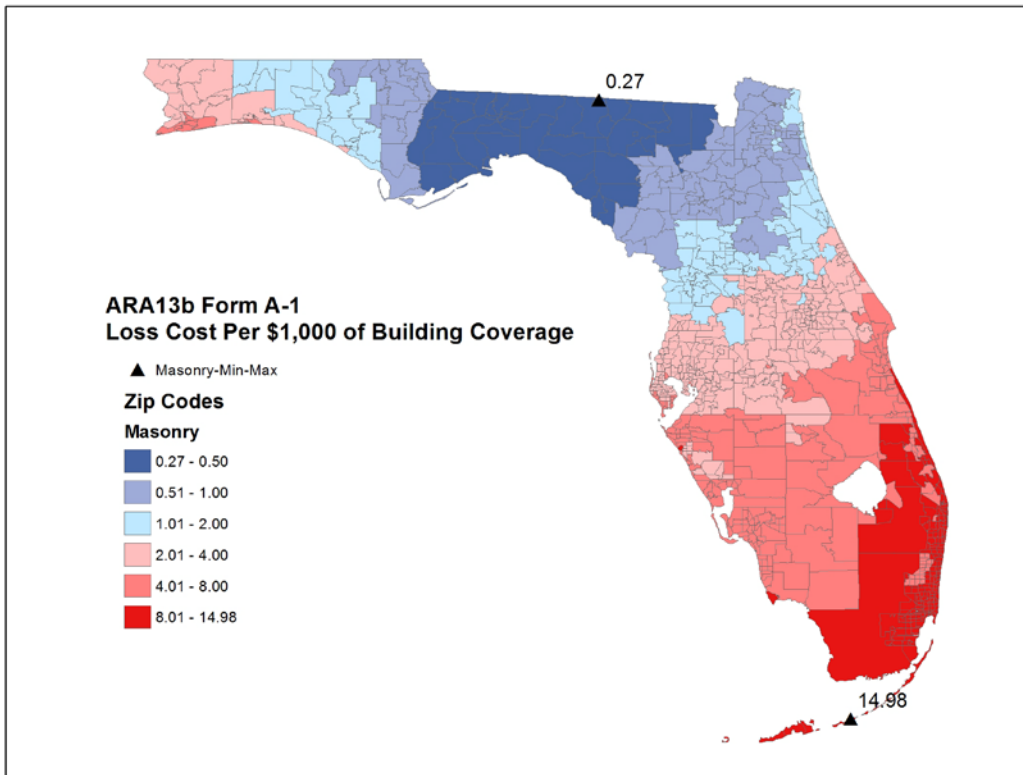 0.27
ARA13b Form A-1
Loss Cost Per $1,000 of Building Coverage
Masonry-Min-Max
Zip Codes
Masonry
0.27 - 0.50
0.51 - 1.00
1.01 - 2.00
2.01 - 4.00
4.01 - 8.00
8.01 - 14.98
14.98